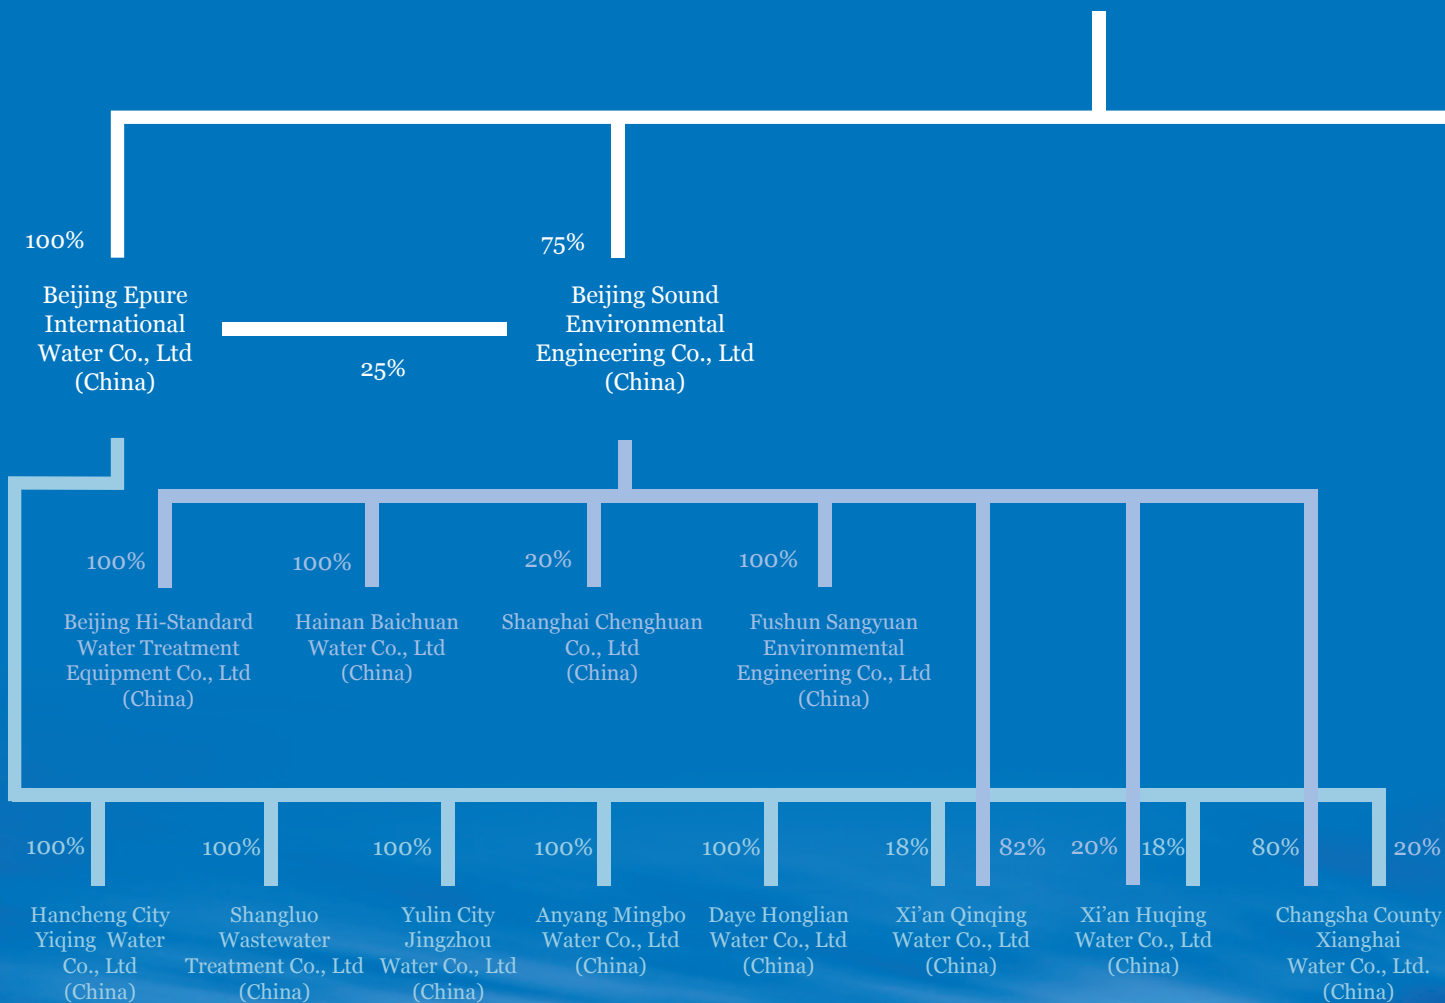 100%
Beijing Epure
International
Water Co., Ltd
(China)
25%
75%
Beijing Sound
Environmental
Engineering Co., Ltd
(China)
100%
Beijing Hi-Standard
Water Treatment
Equipment Co., Ltd
(China)
100%
Hainan Baichuan
Water Co., Ltd
(China)
20%
Shanghai Chenghuan
Co., Ltd
(China)
100%
Fushun Sangyuan
Environmental
Engineering Co., Ltd
(China)
100%
Hancheng City
Yiqing Water
Co., Ltd
(China)
100%
Shangluo
Wastewater
Treatment Co., Ltd
(China)
100%
Yulin City
Jingzhou
Water Co., Ltd
(China)
100%
Anyang Mingbo
Water Co., Ltd
(China)
100%
Daye Honglian
Water Co., Ltd
(China)
18%
82%
Xi’an Qinqing
Water Co., Ltd
(China)
20%
18%
Xi’an Huqing
Water Co., Ltd
(China)
80%
20%
Changsha County
Xianghai
Water Co., Ltd.
(China)